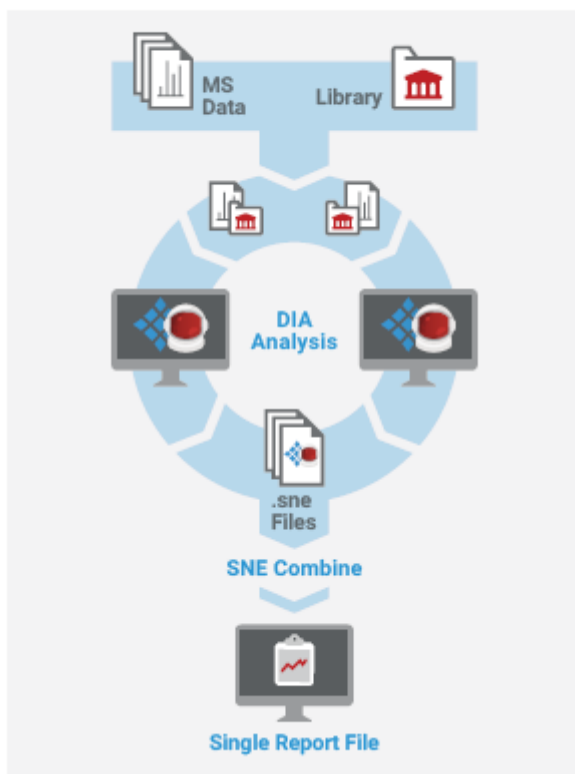 MS
Data
Library
DIA
Analysis
.sne
Files
SNE Combine
Single Report File